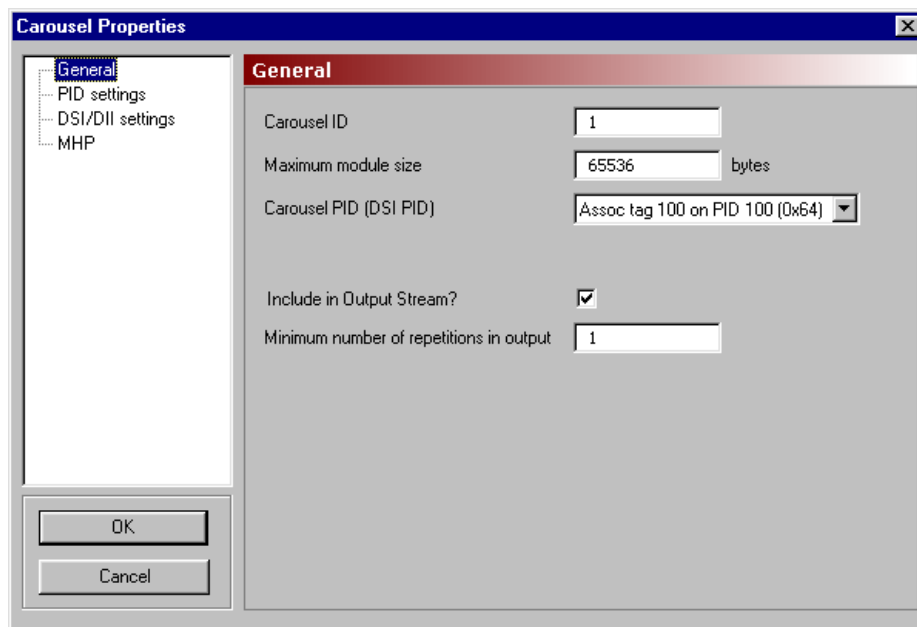 Carousel Properties
General
PID settings
DSI/DII settings
MHP
OK
Cancel
General
Carousel ID 1
Maximum module size 65536 bytes
Carousel PID (DSI PID) Assoc tag 100 on PID 100 (0x64)
Include in Output Stream?
Minimum number of repetitions in output 1